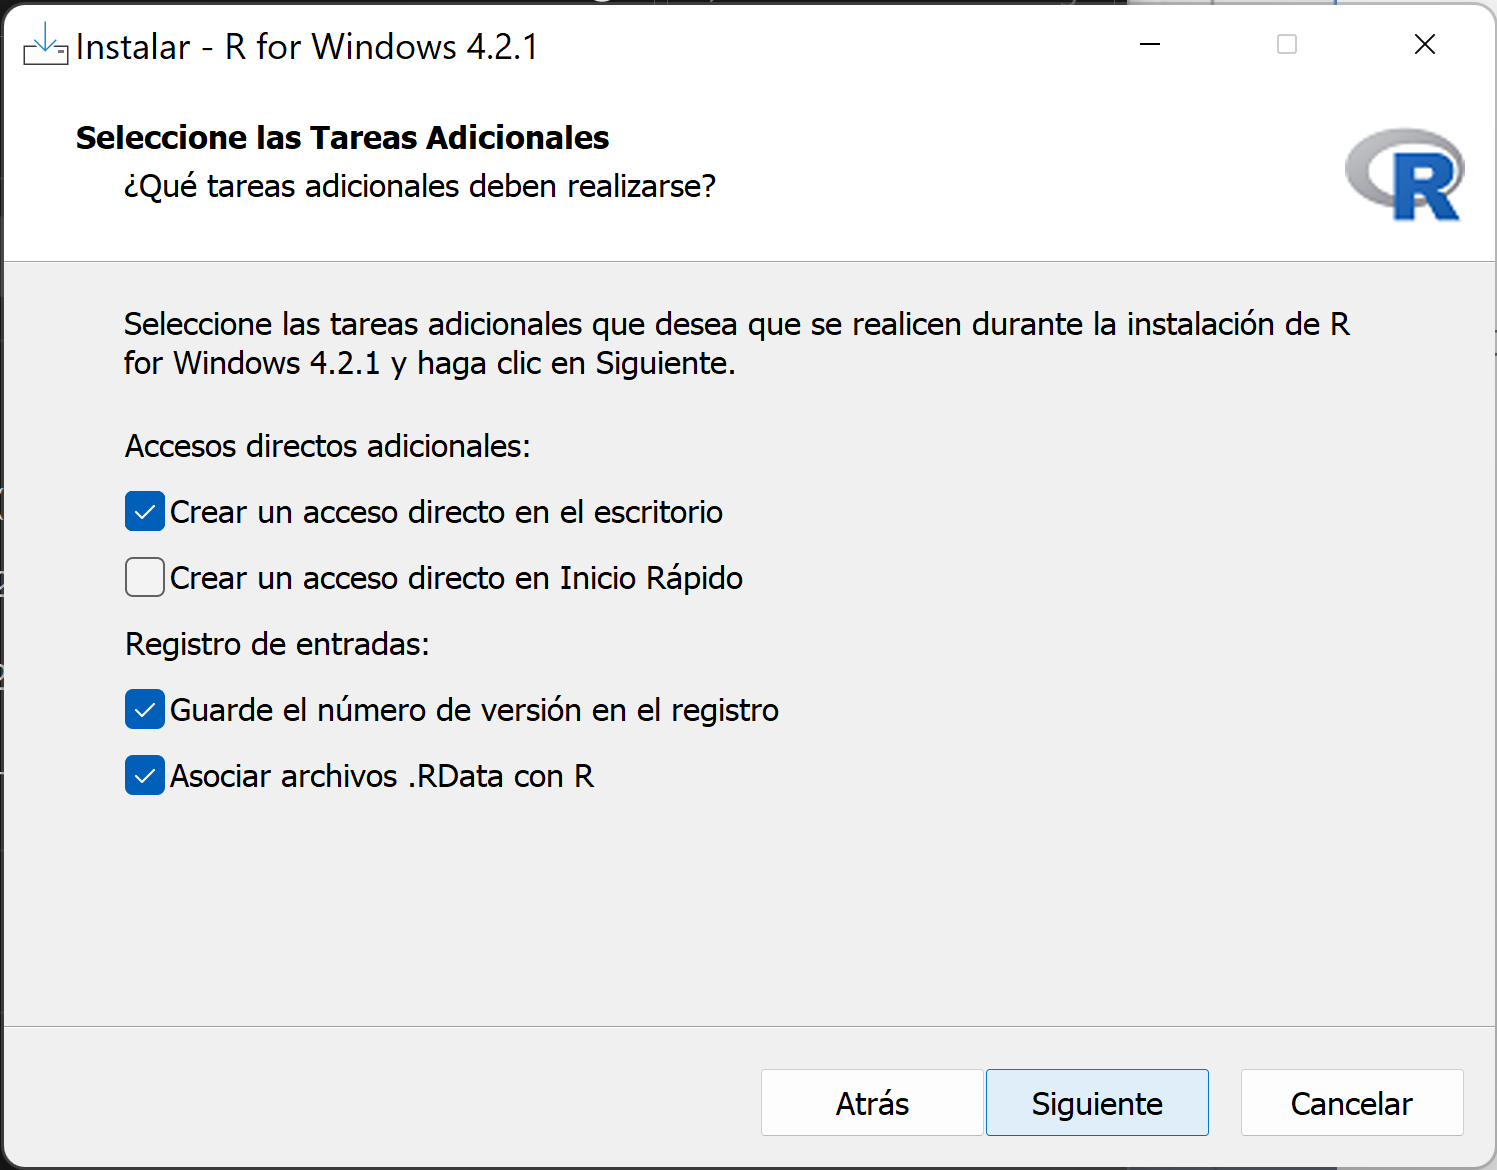 Instalar - R for Windows 4.2.1
Seleccione las Tareas Adicionales
¿Qué tareas adicionales deben realizarse?
R
Seleccione las tareas adicionales que desea que se realicen durante la instalación de R
for Windows 4.2.1 y haga clic en Siguiente.
Accesos directos adicionales:
Crear un acceso directo en el escritorio
Crear un acceso directo en Inicio Rápido
Registro de entradas:
Guarde el número de versión en el registro
Asociar archivos .RData con R
Atrás
Siguiente
Cancelar